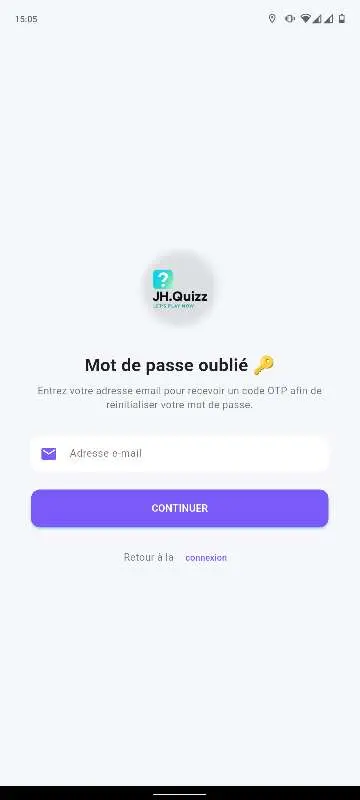 15:05
?
JH.Quizz
LET'S PLAY NOW
Mot de passe oublié 🔑
Entrez votre adresse email pour recevoir un code OTP afin de
réinitialiser votre mot de passe.
Adresse e-mail
CONTINUER
Retour à la connexion